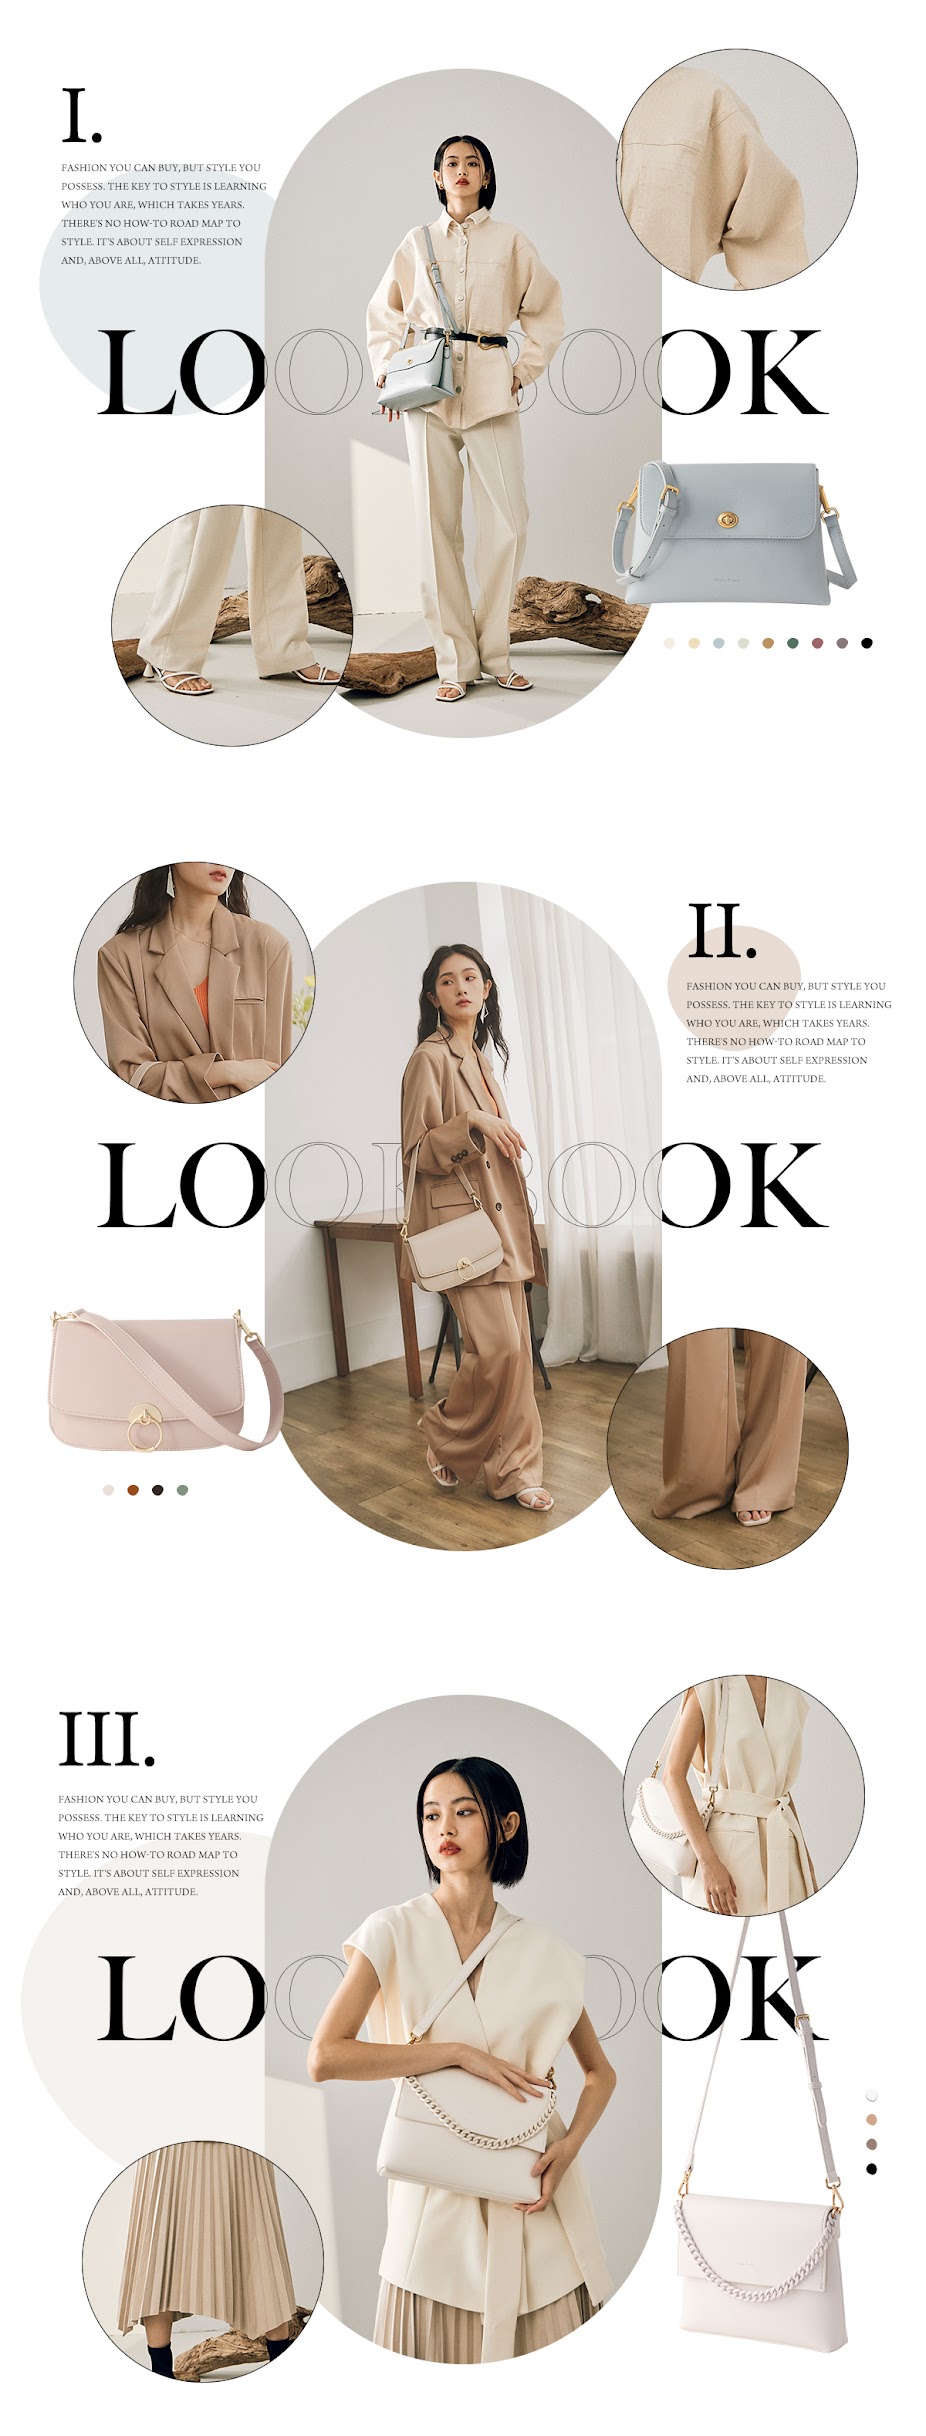 I.
FASHION YOU CAN BUY, BUT STYLE YOU
POSSESS. THE KEY TO STYLE IS LEARNING
WHO YOU ARE, WHICH TAKES YEARS.
THERE'S NO HOW-TO ROAD MAP TO
STYLE. IT'S ABOUT SELF EXPRESSION
AND, ABOVE ALL, ATTITUDE.
LOOKBOOK
II.
FASHION YOU CAN BUY, BUT STYLE YOU
POSSESS. THE KEY TO STYLE IS LEARNING
WHO YOU ARE, WHICH TAKES YEARS.
THERE'S NO HOW-TO ROAD MAP TO
STYLE. IT'S ABOUT SELF EXPRESSION
AND, ABOVE ALL, ATTITUDE.
LOOKBOOK
III.
FASHION YOU CAN BUY, BUT STYLE YOU
POSSESS. THE KEY TO STYLE IS LEARNING
WHO YOU ARE, WHICH TAKES YEARS.
THERE'S NO HOW-TO ROAD MAP TO
STYLE. IT'S ABOUT SELF EXPRESSION
AND, ABOVE ALL, ATTITUDE.
LOOKBOOK